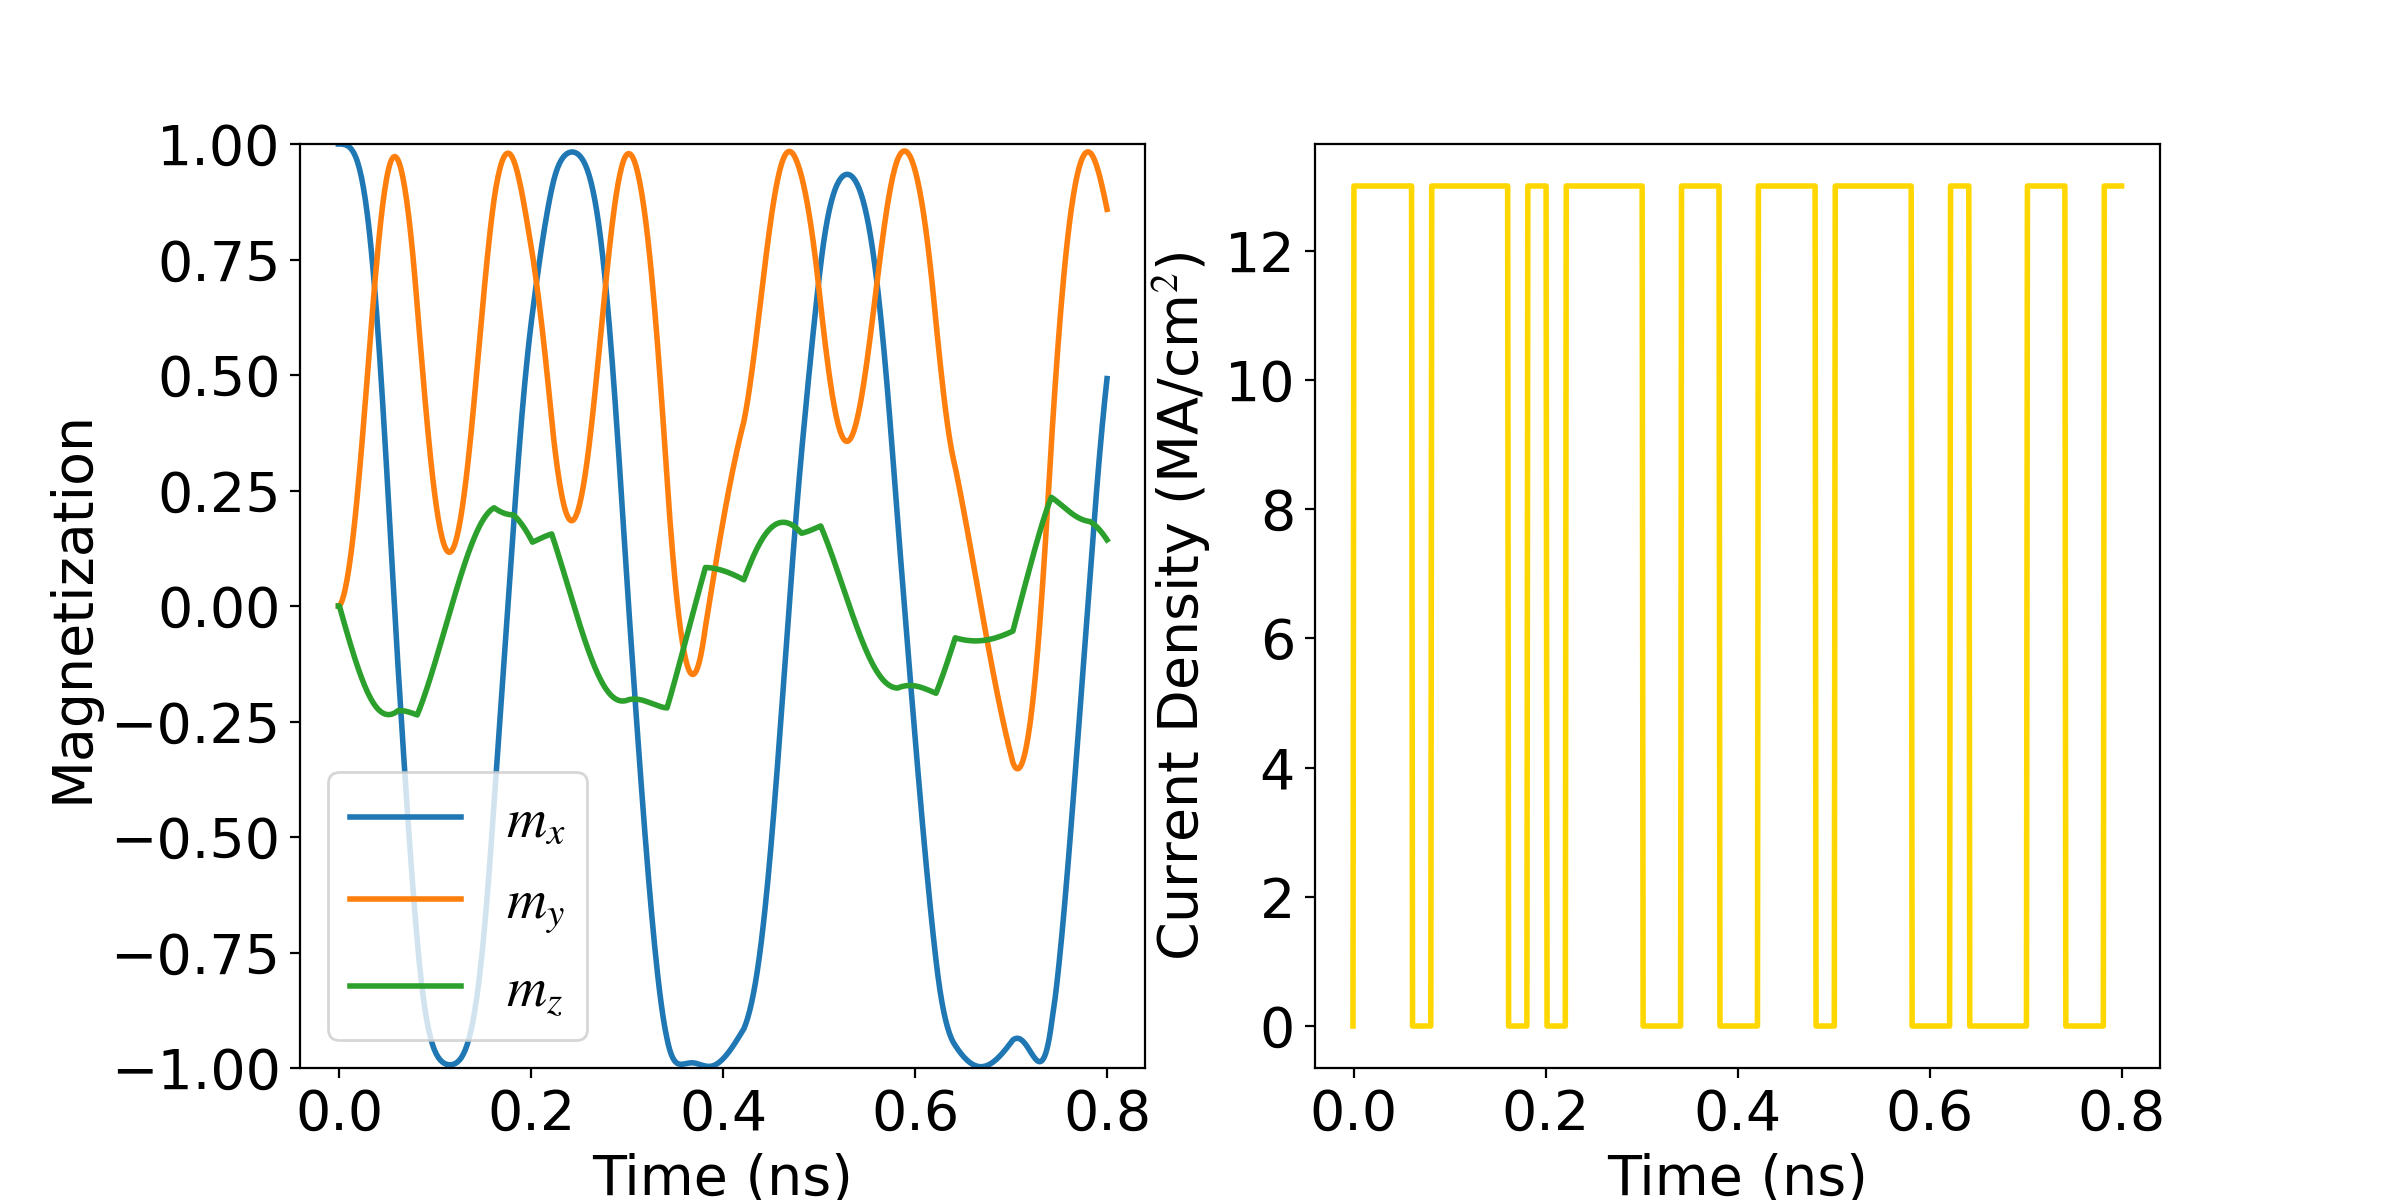 Magnetization
1.00
0.75
0.50
0.25
0.00
−0.25
−0.50
−0.75
−1.00
m_x
m_y
m_z
0.0 0.2 0.4 0.6 0.8
Time (ns)
Current Density (MA/cm²)
12
10
8
6
4
2
0
0.0 0.2 0.4 0.6 0.8
Time (ns)